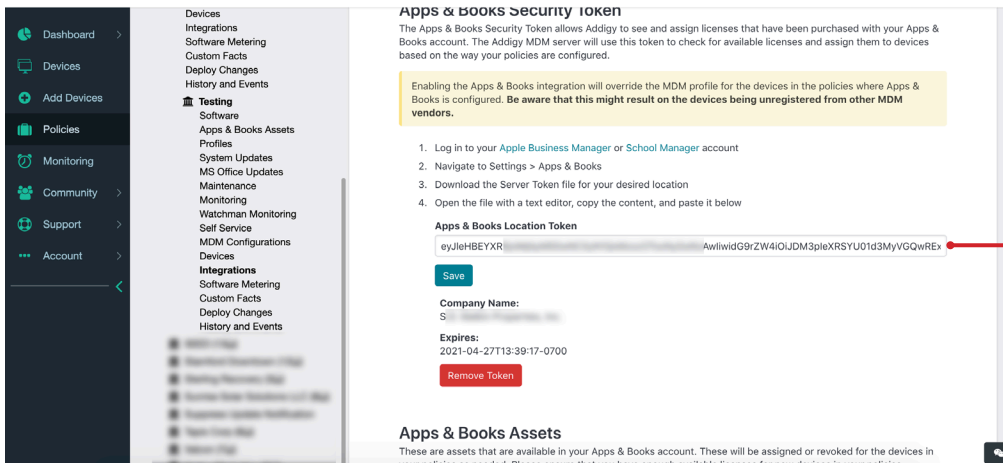 Dashboard
Devices
Add Devices
Policies
Monitoring
Community
Support
Account
Devices
Integrations
Software Metering
Custom Facts
Deploy Changes
History and Events
Testing
Software
Apps & Books Assets
Profiles
System Updates
MS Office Updates
Maintenance
Monitoring
Watchman Monitoring
Self Service
MDM Configurations
Devices
Integrations
Software Metering
Custom Facts
Deploy Changes
History and Events
Apps & Books Security Token
The Apps & Books Security Token allows Addigy to see and assign licenses that have been purchased with your Apps &
Books account. The Addigy MDM server will use this token to check for available licenses and assign them to devices
based on the way your policies are configured.
Enabling the Apps & Books integration will override the MDM profile for the devices in the policies where Apps &
Books is configured. Be aware that this might result on the devices being unregistered from other MDM
vendors.
1. Log in to your Apple Business Manager or School Manager account
2. Navigate to Settings > Apps & Books
3. Download the Server Token file for your desired location
4. Open the file with a text editor, copy the content, and paste it below
Apps & Books Location Token
Save
Company Name:
S
Expires:
2021-04-27T13:39:17-0700
Remove Token
Apps & Books Assets
These are assets that are available in your Apps & Books account. These will be assigned or revoked for the devices in